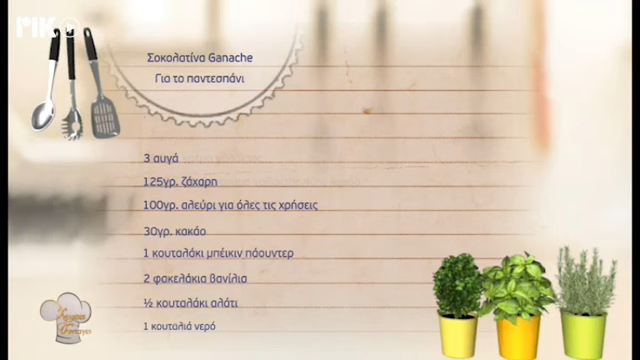 ΡΙΚ
Σοκολατίνα Ganache
Για το παντεσπάνι
3 αυγά
125γρ. ζάχαρη
100γρ. αλεύρι για όλες τις χρήσεις
30γρ. κακάο
1 κουταλάκι μπέικιν πάουντερ
2 φακελάκια βανίλια
½ κουταλάκι αλάτι
1 κουταλιά νερό